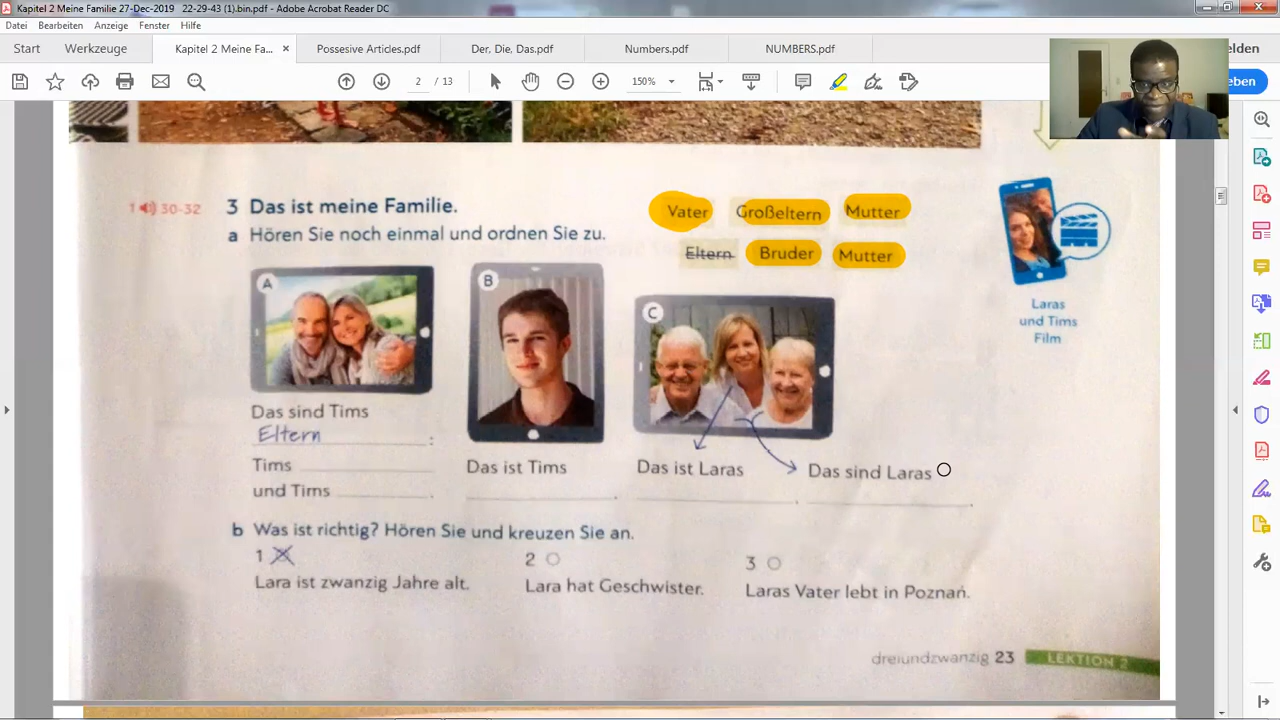 Kapitel 2 Meine Familie 27-Dec-2019 22-29-43 (1).bin.pdf - Adobe Acrobat Reader DC
Datei Bearbeiten Anzeige Fenster Hilfe
Start Werkzeuge Kapitel 2 Meine Fa... × Possesive Articles.pdf Der. Die. Das.pdf Numbers.pdf NUMBERS.pdf elden
2 / 13 150% eben
1 30-32 3 Das ist meine Familie.
a Hören Sie noch einmal und ordnen Sie zu.
Vater Großeltern Mutter
Eltern Bruder Mutter
A B C
Laras
und Tims
Film
Das sind Tims
Eltern :
Tims
und Tims .
Das ist Tims
.
Das ist Laras
.
Das sind Laras
.
b Was ist richtig? Hören Sie und kreuzen Sie an.
1 2 3
Lara ist zwanzig Jahre alt. Lara hat Geschwister. Laras Vater lebt in Poznań.
dreiundzwanzig 23 LEKTION 2